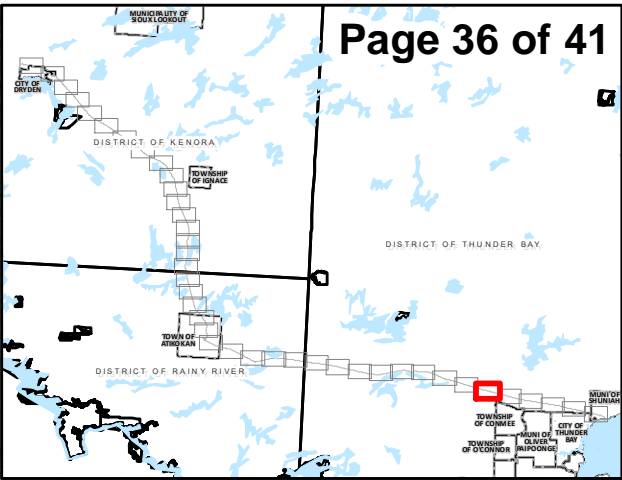 MUNICIPALITY OF
SIOUX LOOKOUT
Page 36 of 41
CITY OF
DRYDEN
DISTRICT OF KENORA
TOWNSHIP
OF IGNACE
DISTRICT OF THUNDER BAY
TOWN OF
ATIKOKAN
DISTRICT OF RAINY RIVER
MUNI OF
SHUNIAH
TOWNSHIP
OF CONMEE
CITY OF
THUNDER
BAY
MUNI OF
OLIVER
PAIPOONGE
TOWNSHIP
OF O'CONNOR